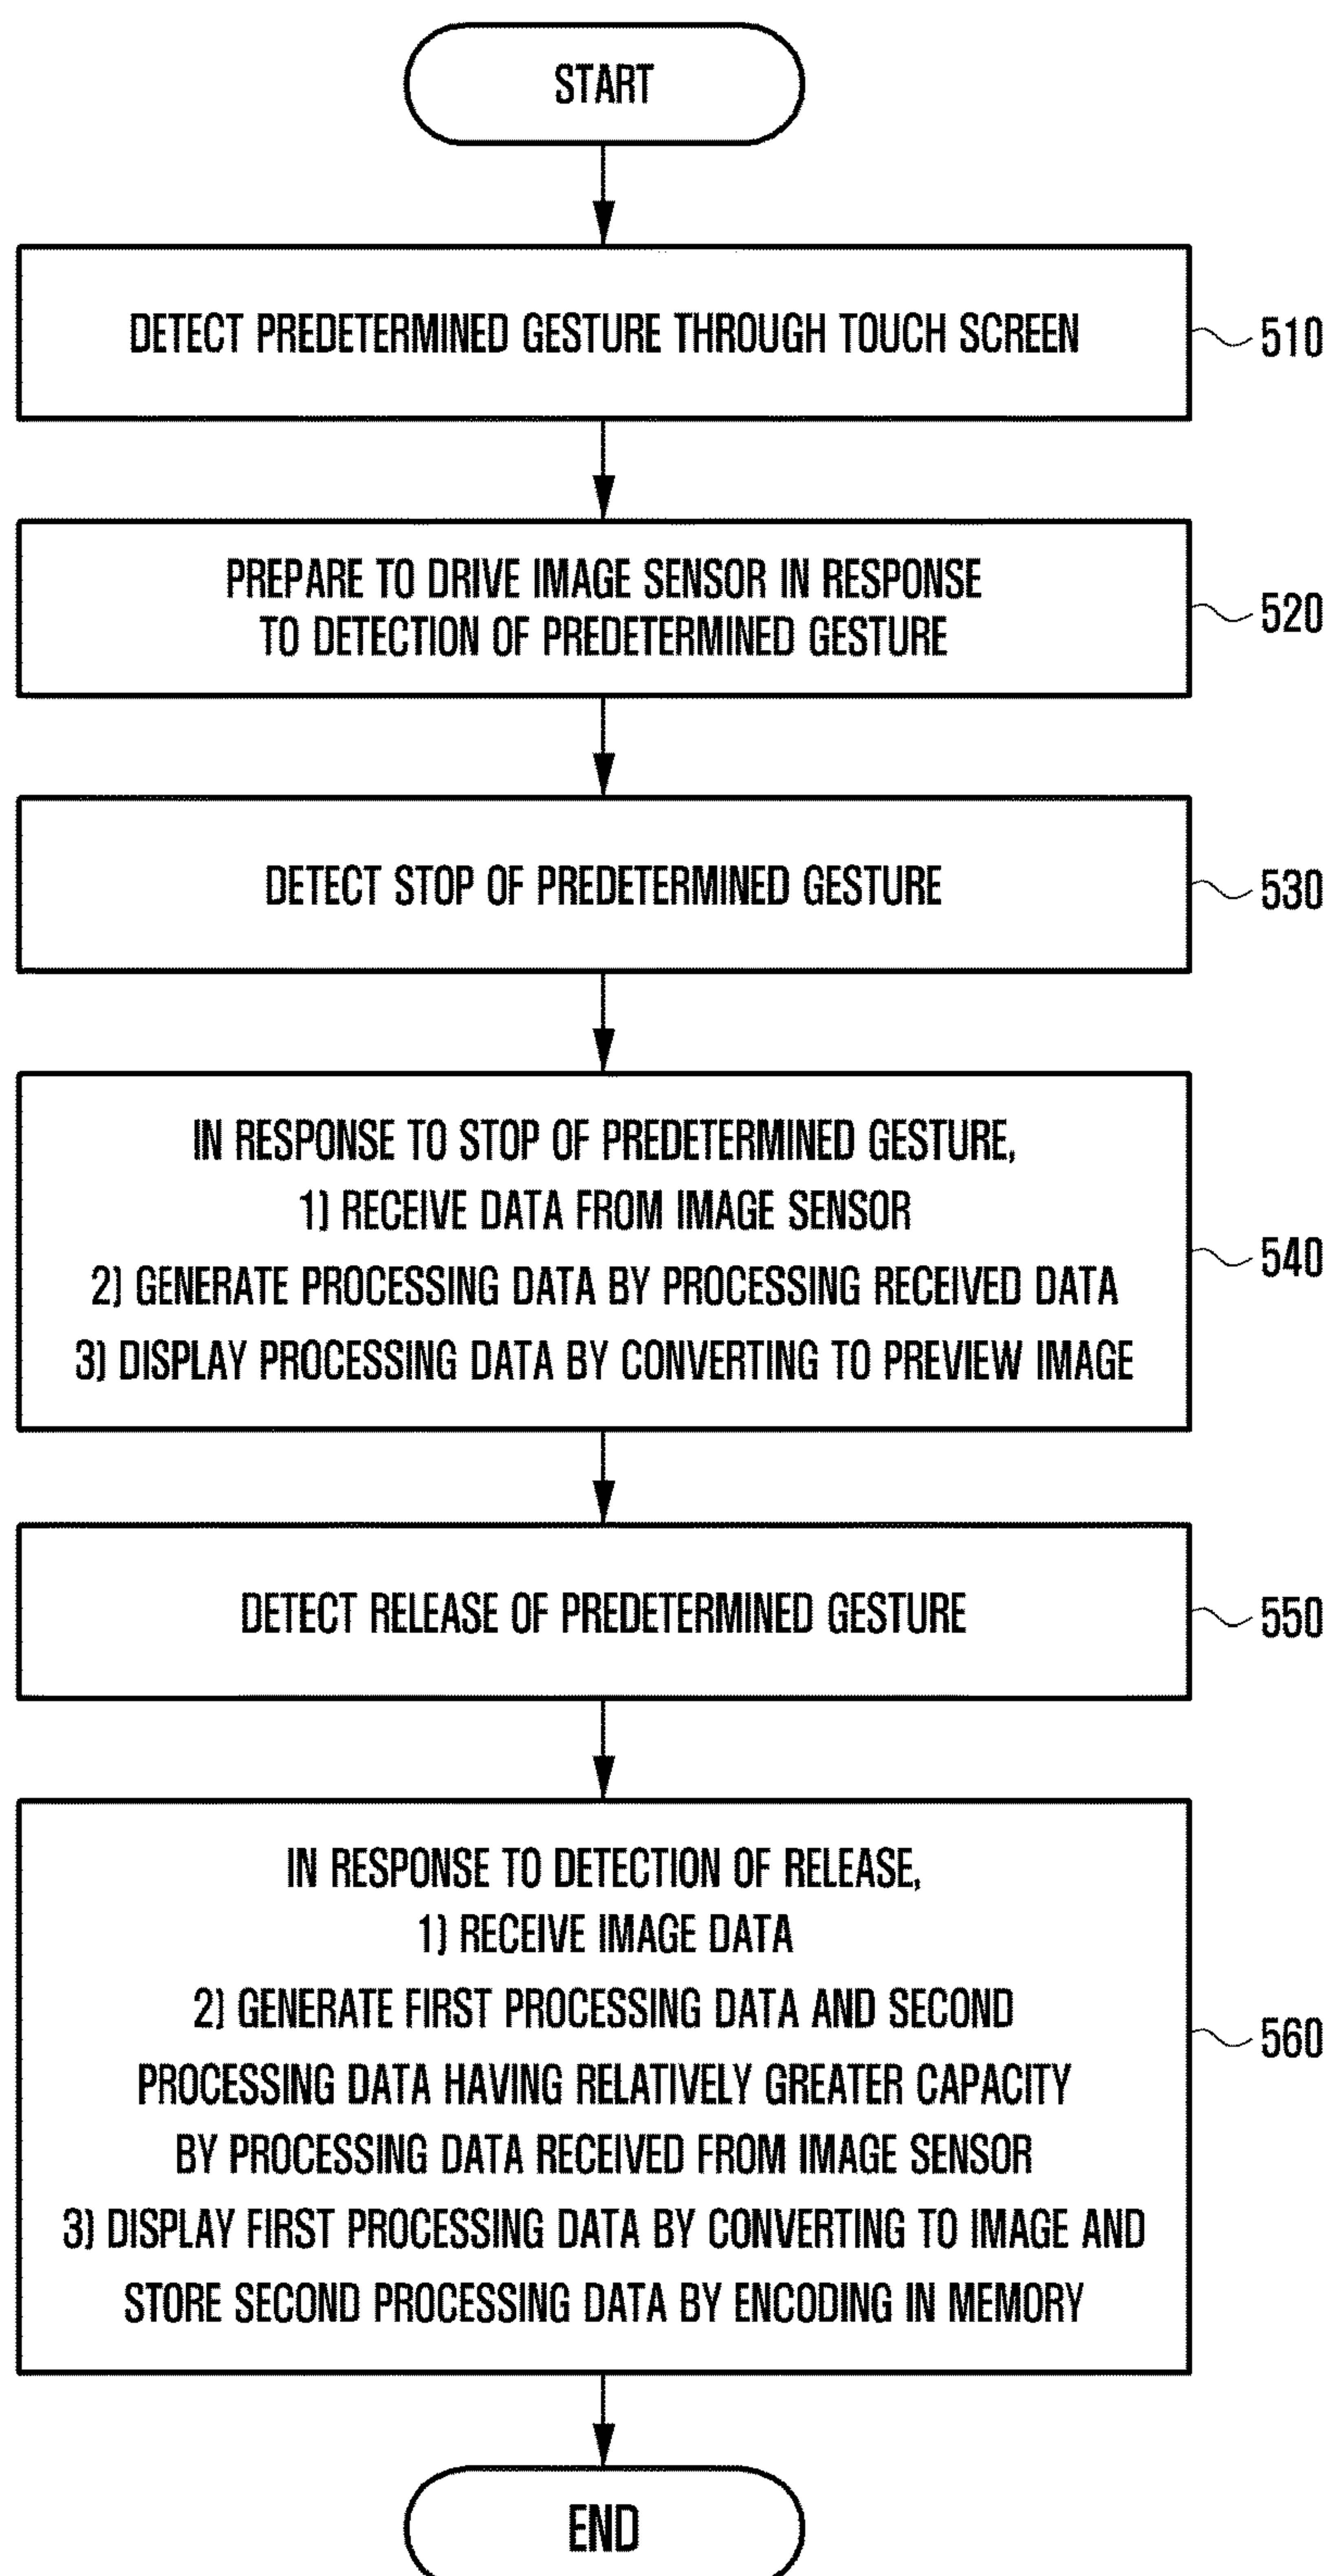 START
DETECT PREDETERMINED GESTURE THROUGH TOUCH SCREEN
510
PREPARE TO DRIVE IMAGE SENSOR IN RESPONSE
TO DETECTION OF PREDETERMINED GESTURE
520
DETECT STOP OF PREDETERMINED GESTURE
530
IN RESPONSE TO STOP OF PREDETERMINED GESTURE,
1) RECEIVE DATA FROM IMAGE SENSOR
2) GENERATE PROCESSING DATA BY PROCESSING RECEIVED DATA
3) DISPLAY PROCESSING DATA BY CONVERTING TO PREVIEW IMAGE
540
DETECT RELEASE OF PREDETERMINED GESTURE
550
IN RESPONSE TO DETECTION OF RELEASE,
1) RECEIVE IMAGE DATA
2) GENERATE FIRST PROCESSING DATA AND SECOND
PROCESSING DATA HAVING RELATIVELY GREATER CAPACITY
BY PROCESSING DATA RECEIVED FROM IMAGE SENSOR
3) DISPLAY FIRST PROCESSING DATA BY CONVERTING TO IMAGE AND
STORE SECOND PROCESSING DATA BY ENCODING IN MEMORY
560
END